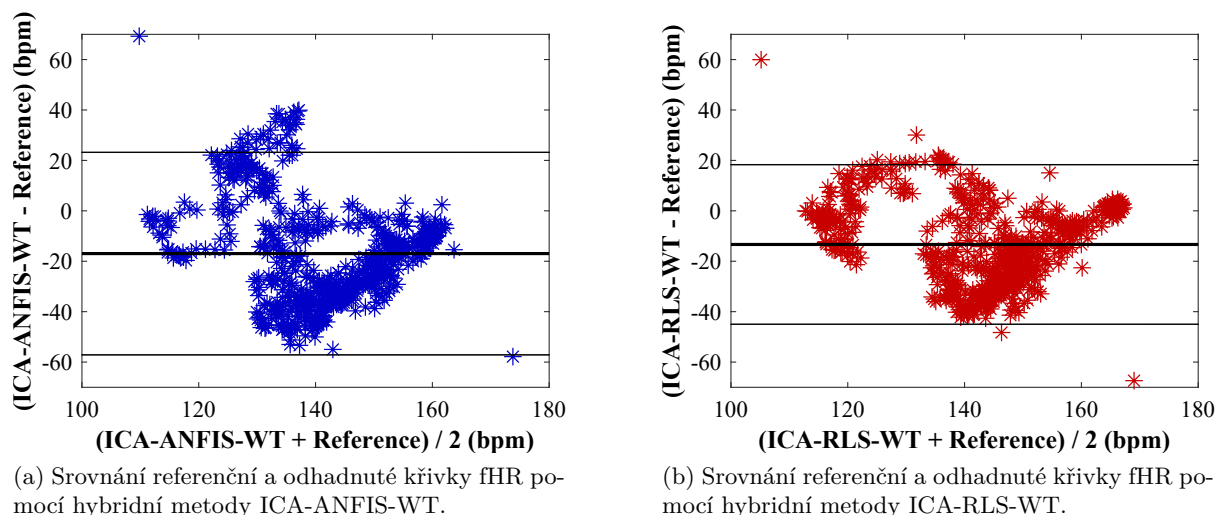 (ICA-ANFIS-WT - Reference) (bpm)
60
40
20
0
-20
-40
-60
100 120 140 160 180
(ICA-ANFIS-WT + Reference) / 2 (bpm)
(a) Srovnání referenční a odhadnuté křivky fHR po-
mocí hybridní metody ICA-ANFIS-WT.
(ICA-RLS-WT - Reference) (bpm)
60
40
20
0
-20
-40
-60
100 120 140 160 180
(ICA-RLS-WT + Reference) / 2 (bpm)
(b) Srovnání referenční a odhadnuté křivky fHR po-
mocí hybridní metody ICA-RLS-WT.